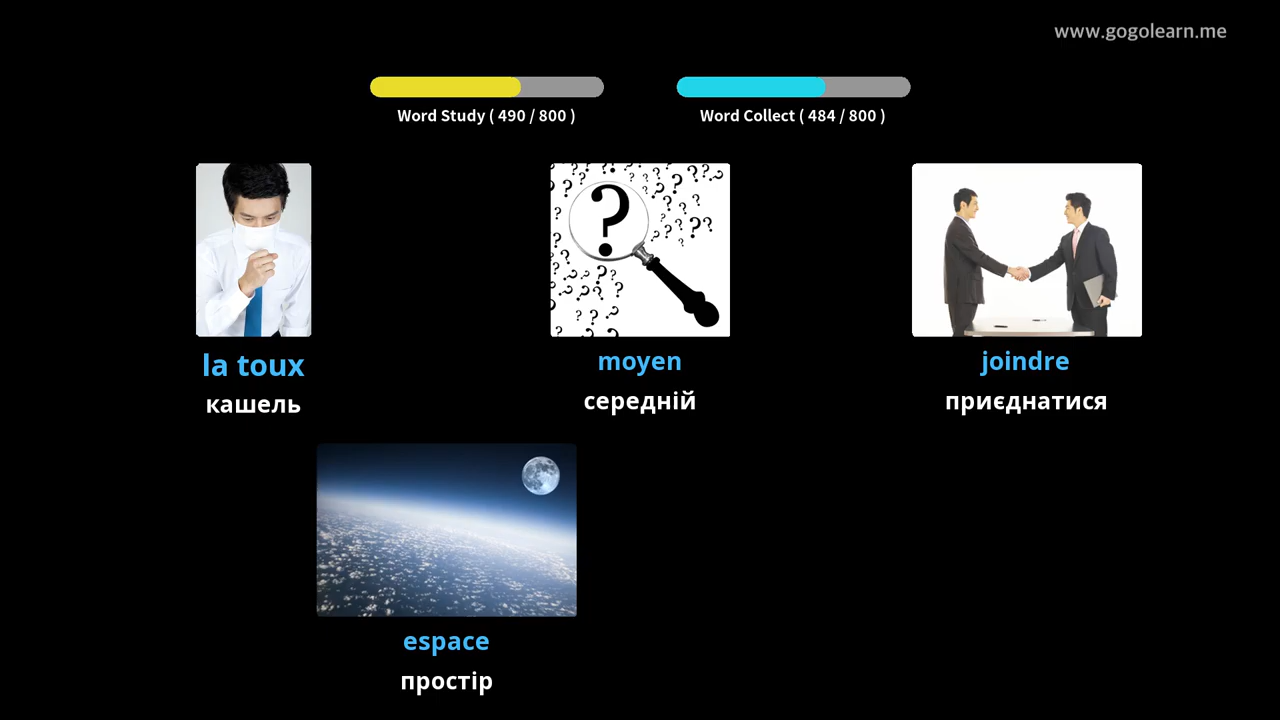 www.gogolearn.me
Word Study ( 490 / 800 )
Word Collect ( 484 / 800 )
la toux
кашель
moyen
середній
joindre
приєднатися
espace
простір